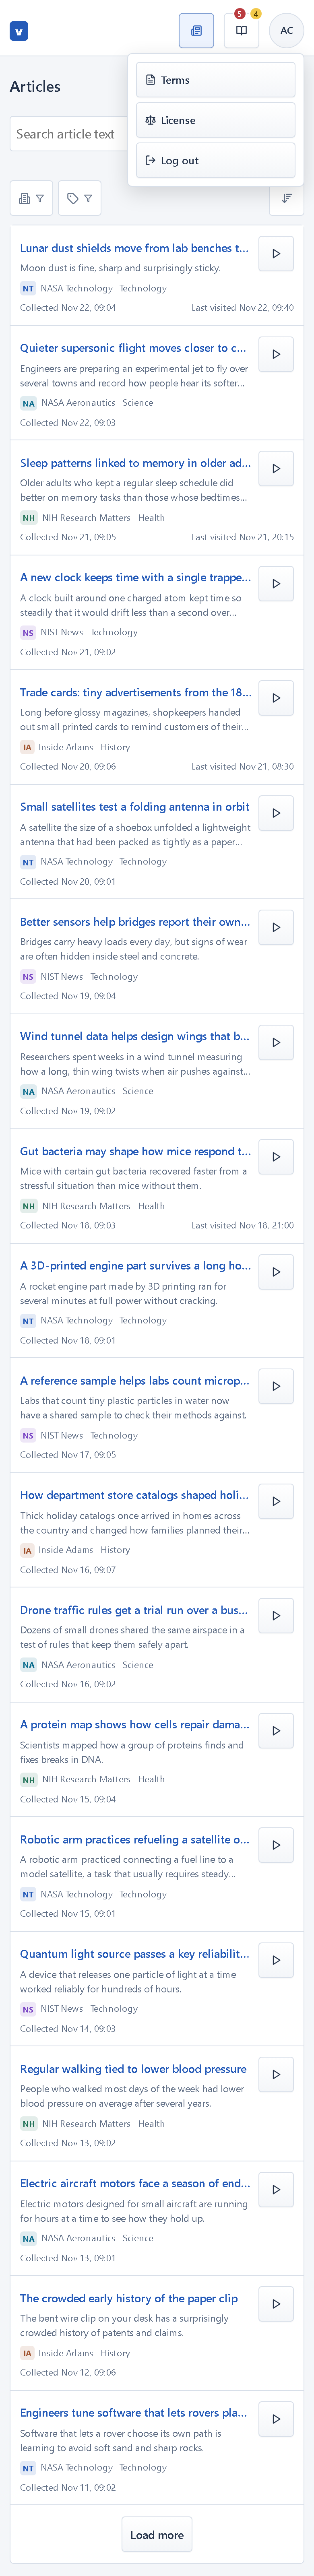 v
5
4
AC
Terms
License
Log out
Articles
Search article text
Lunar dust shields move from lab benches t...
Moon dust is fine, sharp and surprisingly sticky.
NT NASA Technology Technology
Collected Nov 22, 09:04 Last visited Nov 22, 09:40
Quieter supersonic flight moves closer to c...
Engineers are preparing an experimental jet to fly over
several towns and record how people hear its softer...
NA NASA Aeronautics Science
Collected Nov 22, 09:03
Sleep patterns linked to memory in older ad...
Older adults who kept a regular sleep schedule did
better on memory tasks than those whose bedtimes...
NH NIH Research Matters Health
Collected Nov 21, 09:05 Last visited Nov 21, 20:15
A new clock keeps time with a single trappe...
A clock built around one charged atom kept time so
steadily that it would drift less than a second over...
NS NIST News Technology
Collected Nov 21, 09:02
Trade cards: tiny advertisements from the 18...
Long before glossy magazines, shopkeepers handed
out small printed cards to remind customers of their...
IA Inside Adams History
Collected Nov 20, 09:06 Last visited Nov 21, 08:30
Small satellites test a folding antenna in orbit
A satellite the size of a shoebox unfolded a lightweight
antenna that had been packed as tightly as a paper...
NT NASA Technology Technology
Collected Nov 20, 09:01
Better sensors help bridges report their own...
Bridges carry heavy loads every day, but signs of wear
are often hidden inside steel and concrete.
NS NIST News Technology
Collected Nov 19, 09:04
Wind tunnel data helps design wings that b...
Researchers spent weeks in a wind tunnel measuring
how a long, thin wing twists when air pushes against...
NA NASA Aeronautics Science
Collected Nov 19, 09:02
Gut bacteria may shape how mice respond t...
Mice with certain gut bacteria recovered faster from a
stressful situation than mice without them.
NH NIH Research Matters Health
Collected Nov 18, 09:03 Last visited Nov 18, 21:00
A 3D-printed engine part survives a long ho...
A rocket engine part made by 3D printing ran for
several minutes at full power without cracking.
NT NASA Technology Technology
Collected Nov 18, 09:01
A reference sample helps labs count microp...
Labs that count tiny plastic particles in water now
have a shared sample to check their methods against.
NS NIST News Technology
Collected Nov 17, 09:05
How department store catalogs shaped holi...
Thick holiday catalogs once arrived in homes across
the country and changed how families planned their...
IA Inside Adams History
Collected Nov 16, 09:07
Drone traffic rules get a trial run over a bus...
Dozens of small drones shared the same airspace in a
test of rules that keep them safely apart.
NA NASA Aeronautics Science
Collected Nov 16, 09:02
A protein map shows how cells repair dama...
Scientists mapped how a group of proteins finds and
fixes breaks in DNA.
NH NIH Research Matters Health
Collected Nov 15, 09:04
Robotic arm practices refueling a satellite o...
A robotic arm practiced connecting a fuel line to a
model satellite, a task that usually requires steady...
NT NASA Technology Technology
Collected Nov 15, 09:01
Quantum light source passes a key reliabilit...
A device that releases one particle of light at a time
worked reliably for hundreds of hours.
NS NIST News Technology
Collected Nov 14, 09:03
Regular walking tied to lower blood pressure
People who walked most days of the week had lower
blood pressure on average after several years.
NH NIH Research Matters Health
Collected Nov 13, 09:02
Electric aircraft motors face a season of end...
Electric motors designed for small aircraft are running
for hours at a time to see how they hold up.
NA NASA Aeronautics Science
Collected Nov 13, 09:01
The crowded early history of the paper clip
The bent wire clip on your desk has a surprisingly
crowded history of patents and claims.
IA Inside Adams History
Collected Nov 12, 09:06
Engineers tune software that lets rovers pla...
Software that lets a rover choose its own path is
learning to avoid soft sand and sharp rocks.
NT NASA Technology Technology
Collected Nov 11, 09:02
Load more